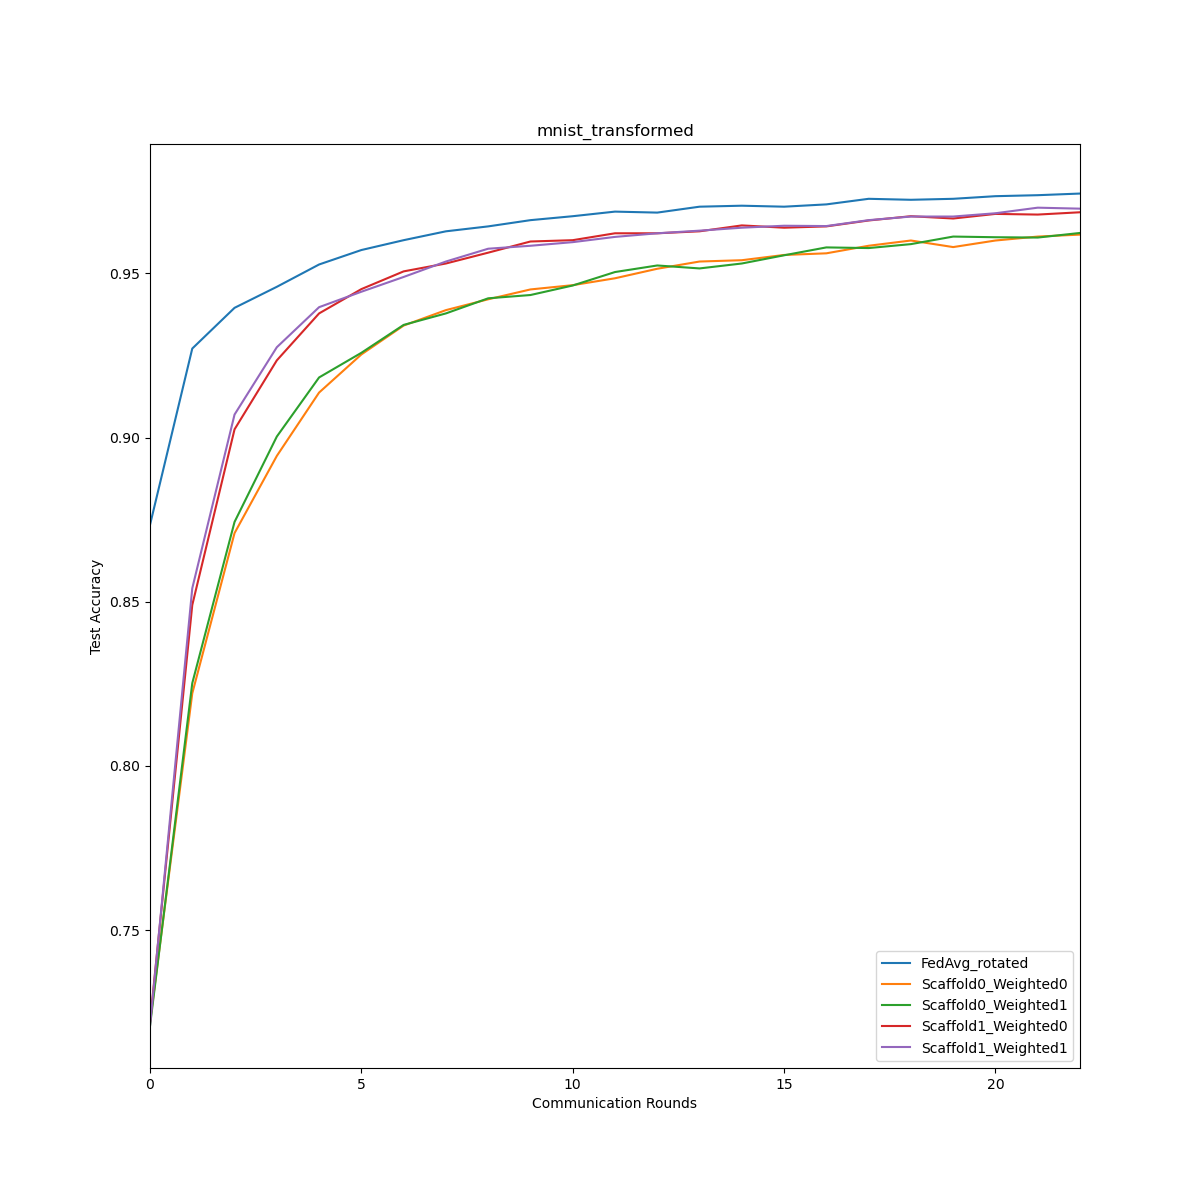 mnist_transformed
Test Accuracy
0.95
0.90
0.85
0.80
0.75
FedAvg_rotated
Scaffold0_Weighted0
Scaffold0_Weighted1
Scaffold1_Weighted0
Scaffold1_Weighted1
0 5 10 15 20
Communication Rounds